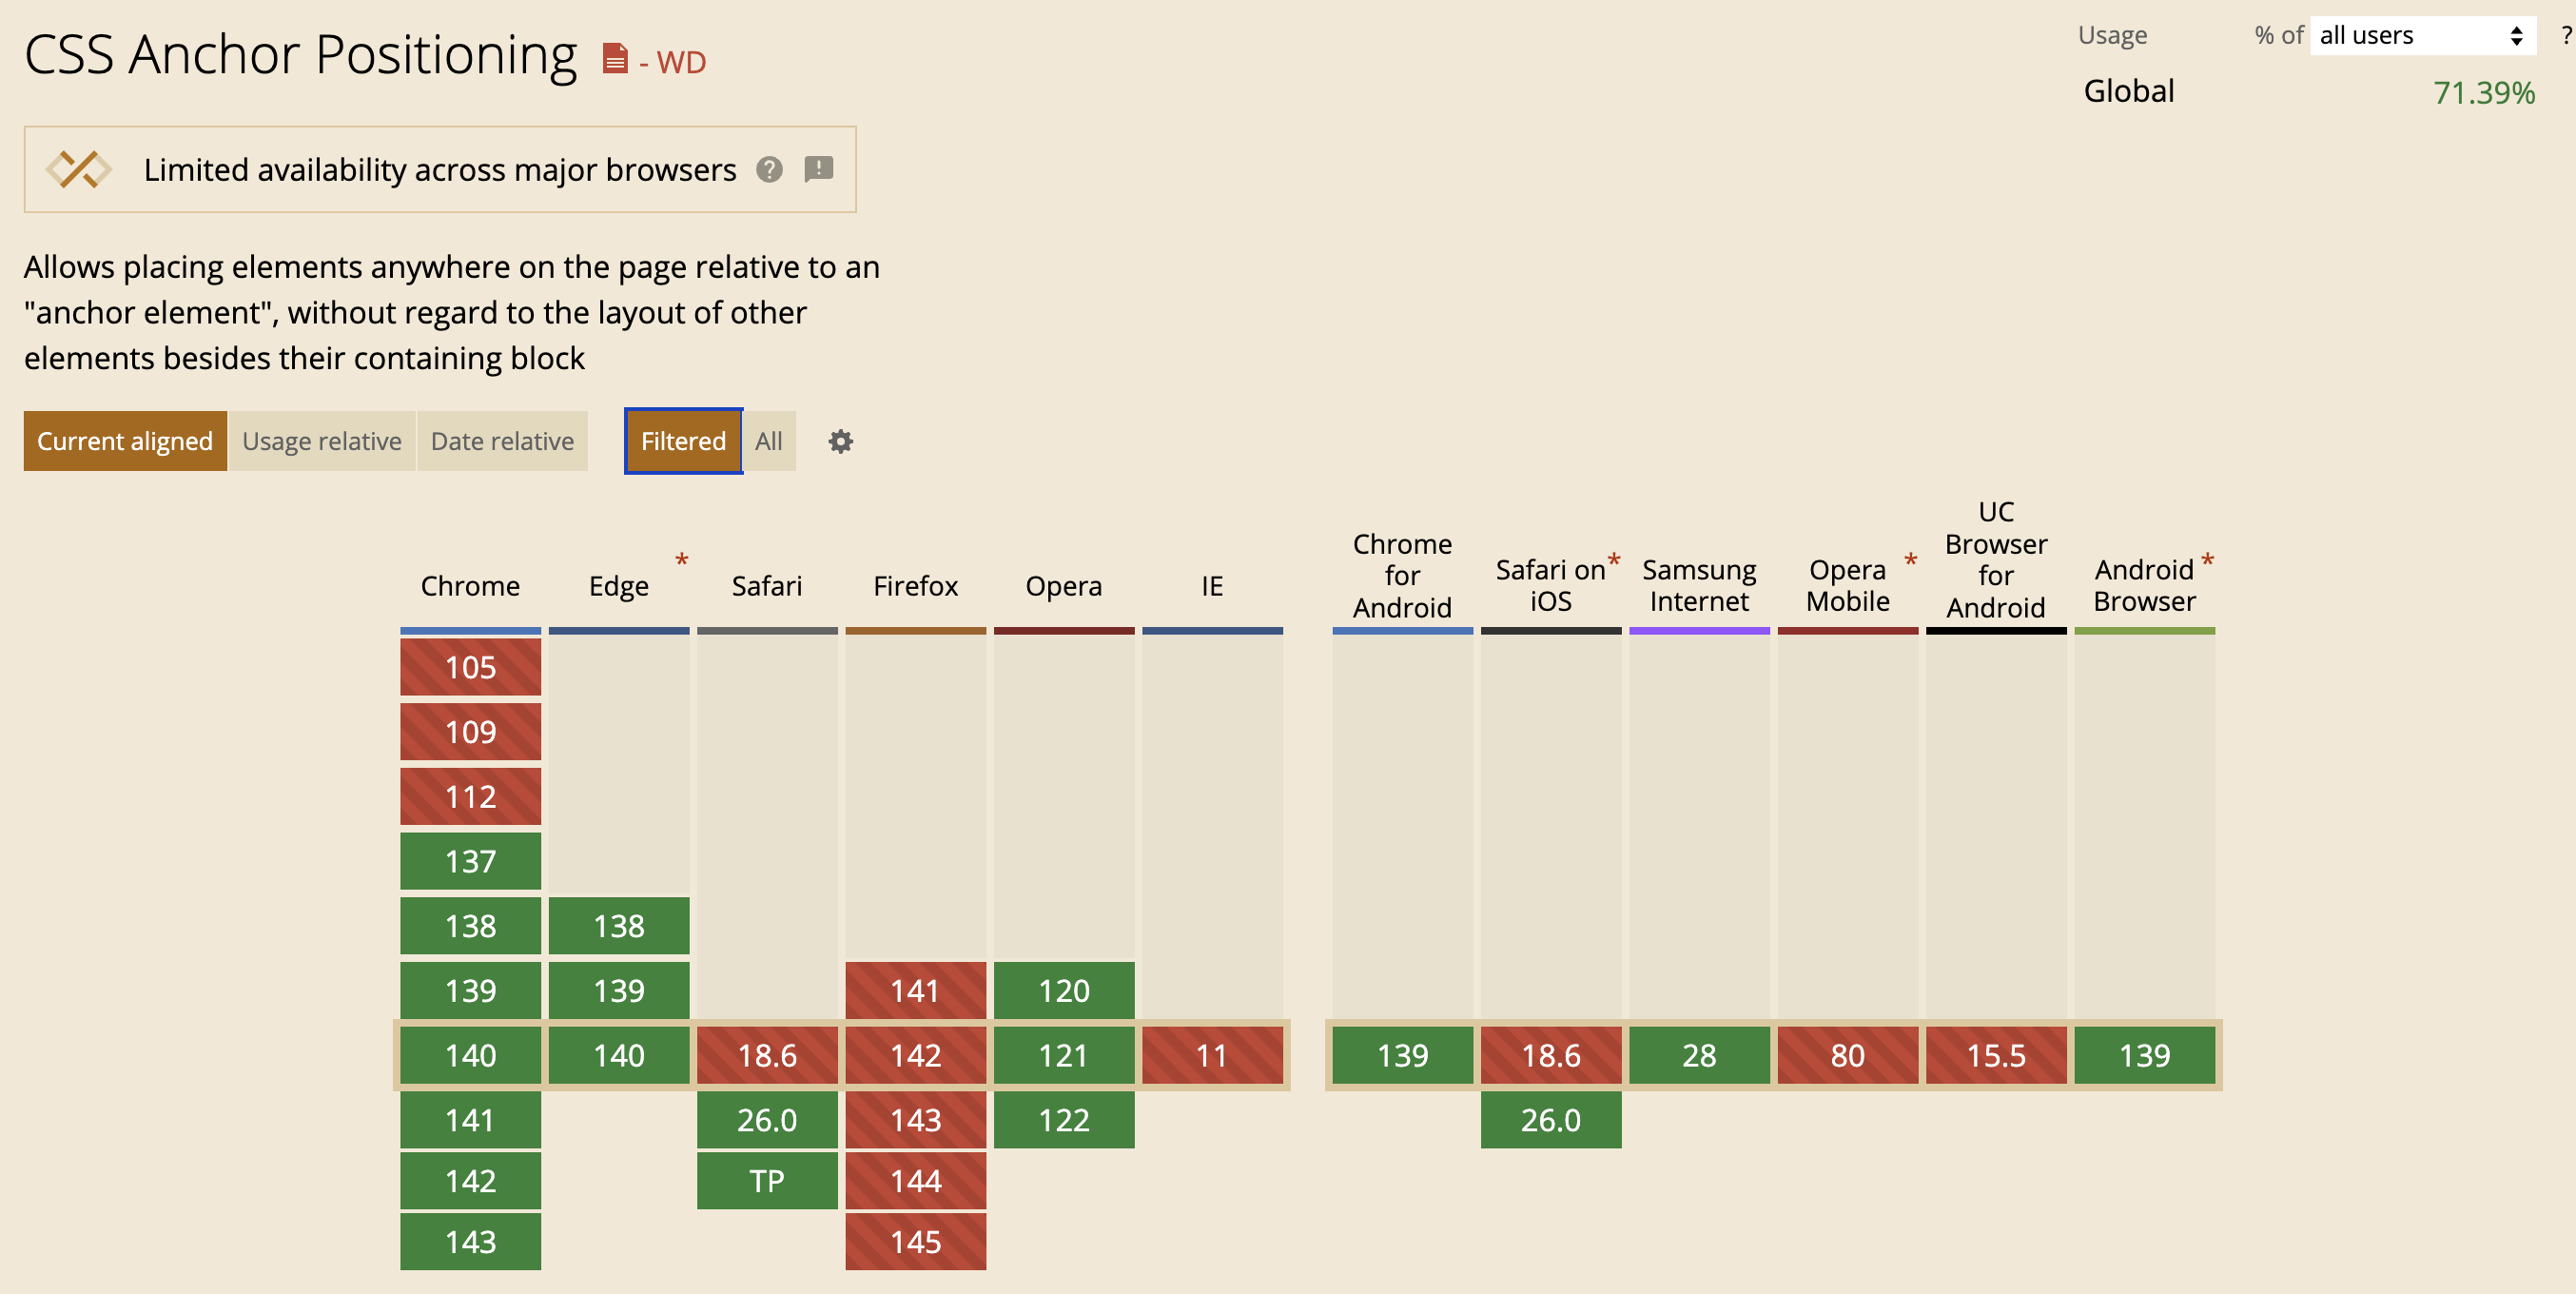 CSS Anchor Positioning - WD
Usage % of all users ?
Global 71.39%
Limited availability across major browsers ?
Allows placing elements anywhere on the page relative to an
"anchor element", without regard to the layout of other
elements besides their containing block
Current aligned Usage relative Date relative Filtered All
Chrome Edge * Safari Firefox Opera IE
Chrome
for
Android
Safari on *
iOS
Samsung
Internet
Opera *
Mobile
UC
Browser
for
Android
Android *
Browser
105
109
112
137
138 138
139 139 141 120
140 140 18.6 142 121 11 139 18.6 28 80 15.5 139
141 26.0 143 122 26.0
142 TP 144
143 145